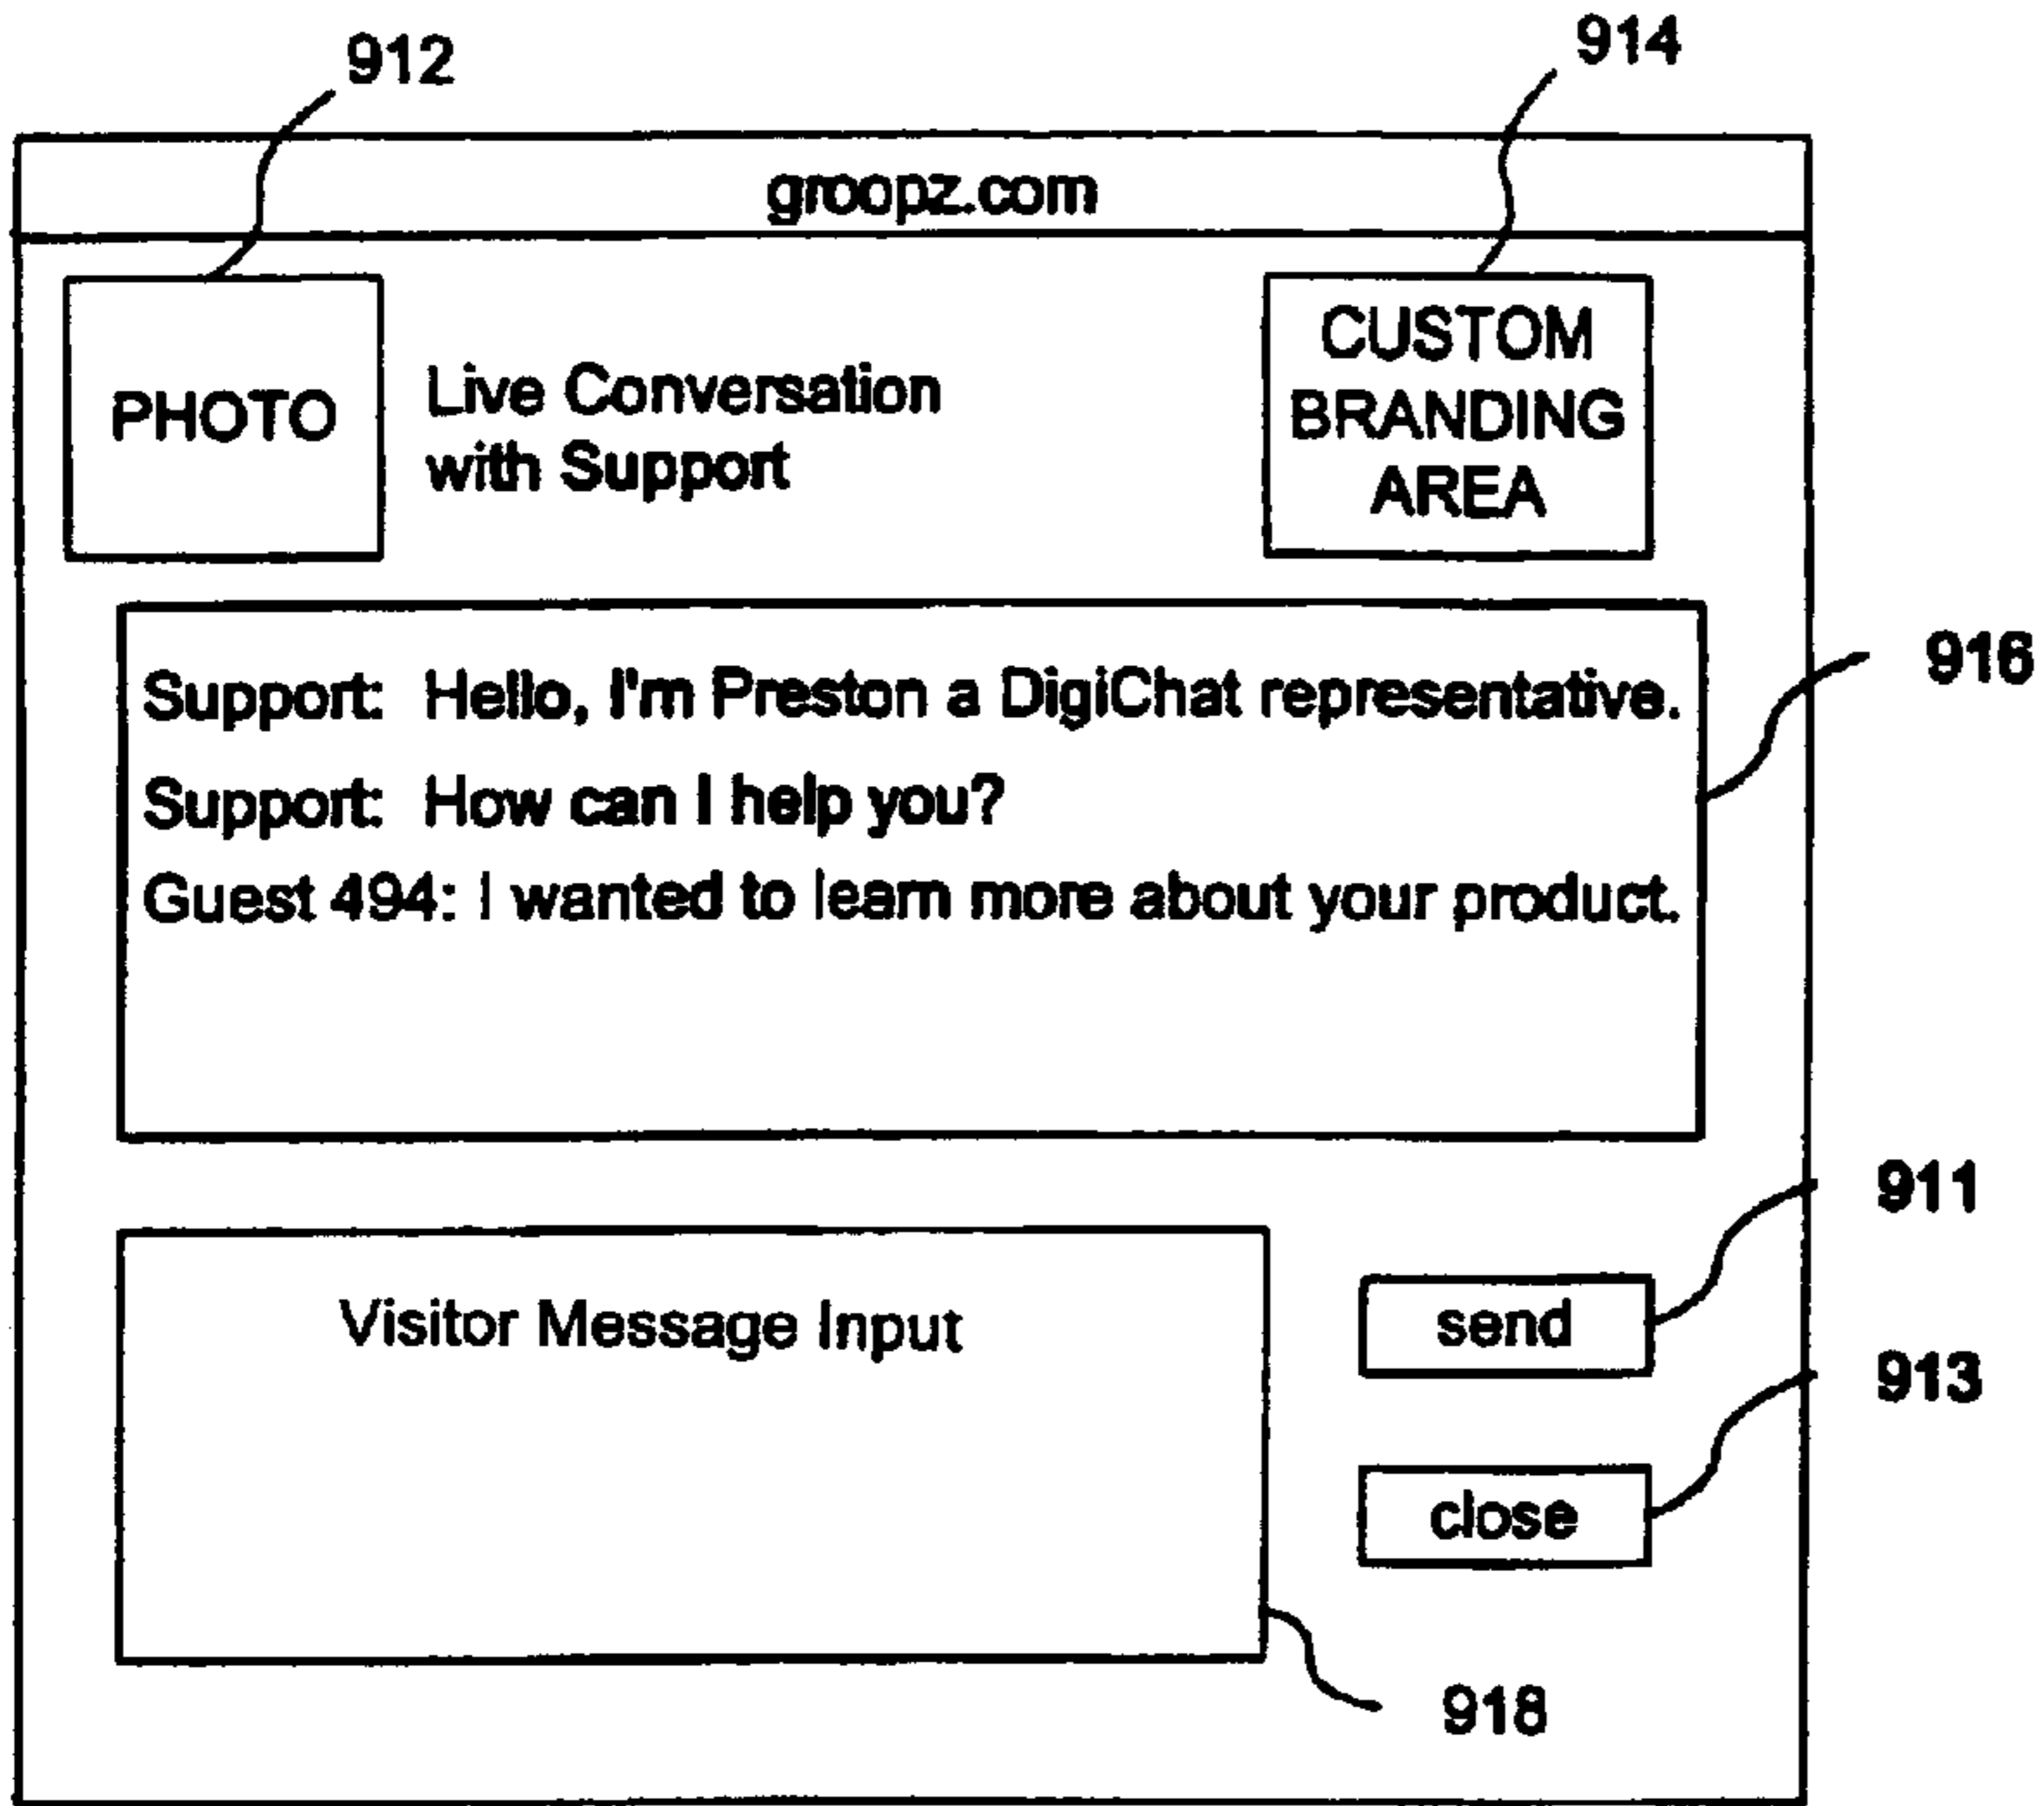 912
914
groopz.com
PHOTO
Live Conversation
with Support
CUSTOM
BRANDING
AREA
Support: Hello, I'm Preston a DigiChat representative.
Support: How can I help you?
Guest 494: I wanted to learn more about your product.
916
911
Visitor Message Input
send
913
close
918